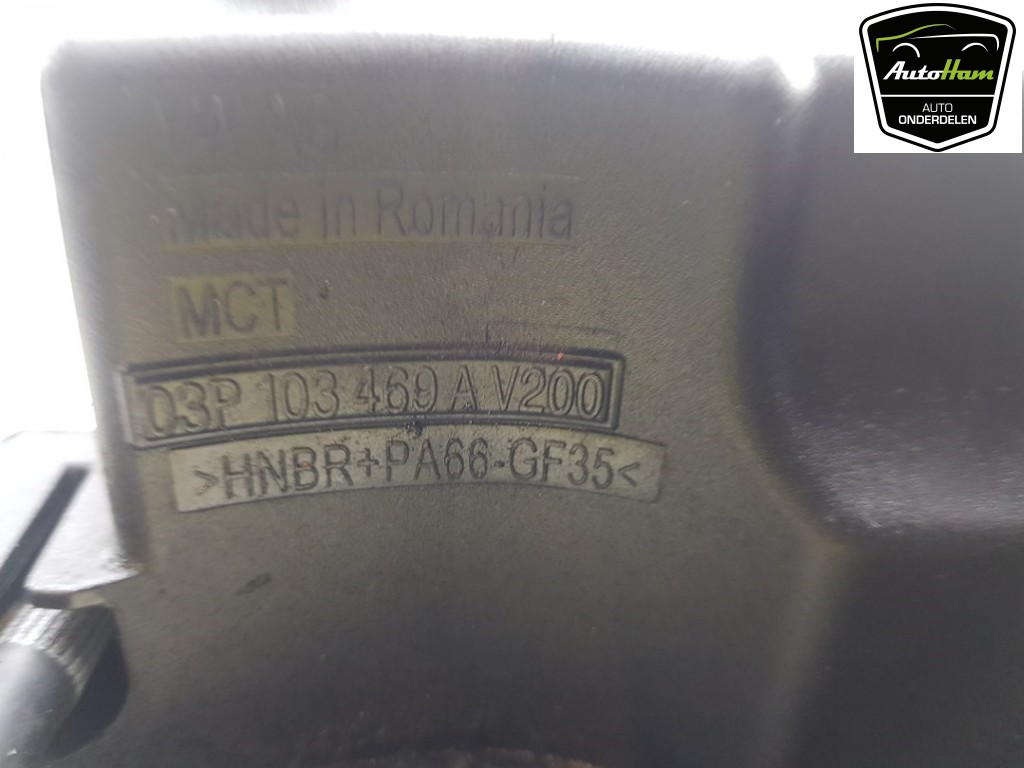 AutoHam
AUTO
ONDERDELEN
Made in Romania
MCT
03P 103 469 A V200
>HNBR+PA66-GF35<